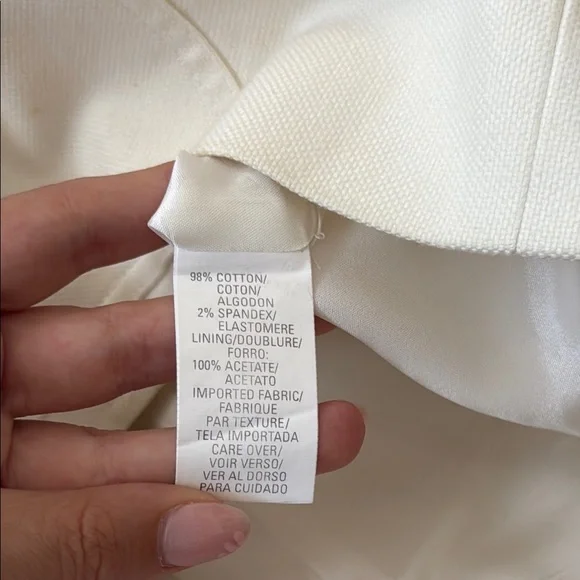 98% COTTON/
COTON/
ALGODON
2% SPANDEX/
ELASTOMERE
LINING/DOUBLURE/
FORRO:
100% ACETATE/
ACETATO
IMPORTED FABRIC/
FABRIQUE
PAR TEXTURE/
TELA IMPORTADA
CARE OVER/
VOIR VERSO/
VER AL DORSO
PARA CUIDADO